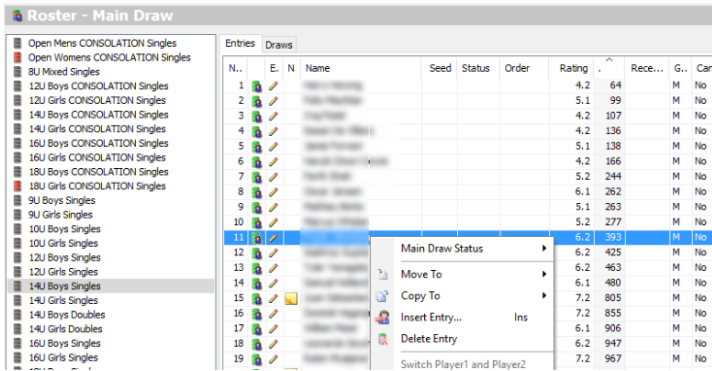 Roster - Main Draw
Open Mens CONSOLATION Singles
Open Womens CONSOLATION Singles
8U Mixed Singles
12U Boys CONSOLATION Singles
12U Girls CONSOLATION Singles
14U Boys CONSOLATION Singles
14U Girls CONSOLATION Singles
16U Boys CONSOLATION Singles
16U Girls CONSOLATION Singles
18U Boys CONSOLATION Singles
18U Girls CONSOLATION Singles
9U Boys Singles
9U Girls Singles
10U Boys Singles
10U Girls Singles
12U Boys Singles
12U Girls Singles
14U Boys Singles
14U Girls Singles
14U Boys Doubles
14U Girls Doubles
16U Boys Singles
16U Girls Singles
Entries Draws
N.. E. N Name Seed Status Order Rating . Rece... G.. Car
1 4.2 64 M No
2 5.1 99 M No
3 4.2 107 M No
4 4.2 136 M No
5 5.1 138 M No
6 4.2 166 M No
7 5.2 244 M No
8 6.1 262 M No
9 5.1 263 M No
10 5.2 277 M No
11 6.2 393 M No
12 6.2 425 M No
13 6.2 463 M No
14 6.1 480 M No
15 7.2 805 M No
16 7.2 855 M No
17 6.1 906 M No
18 6.2 947 M No
19 7.2 967 M No
Main Draw Status
Move To
Copy To
Insert Entry... Ins
Delete Entry
Switch Player1 and Player2